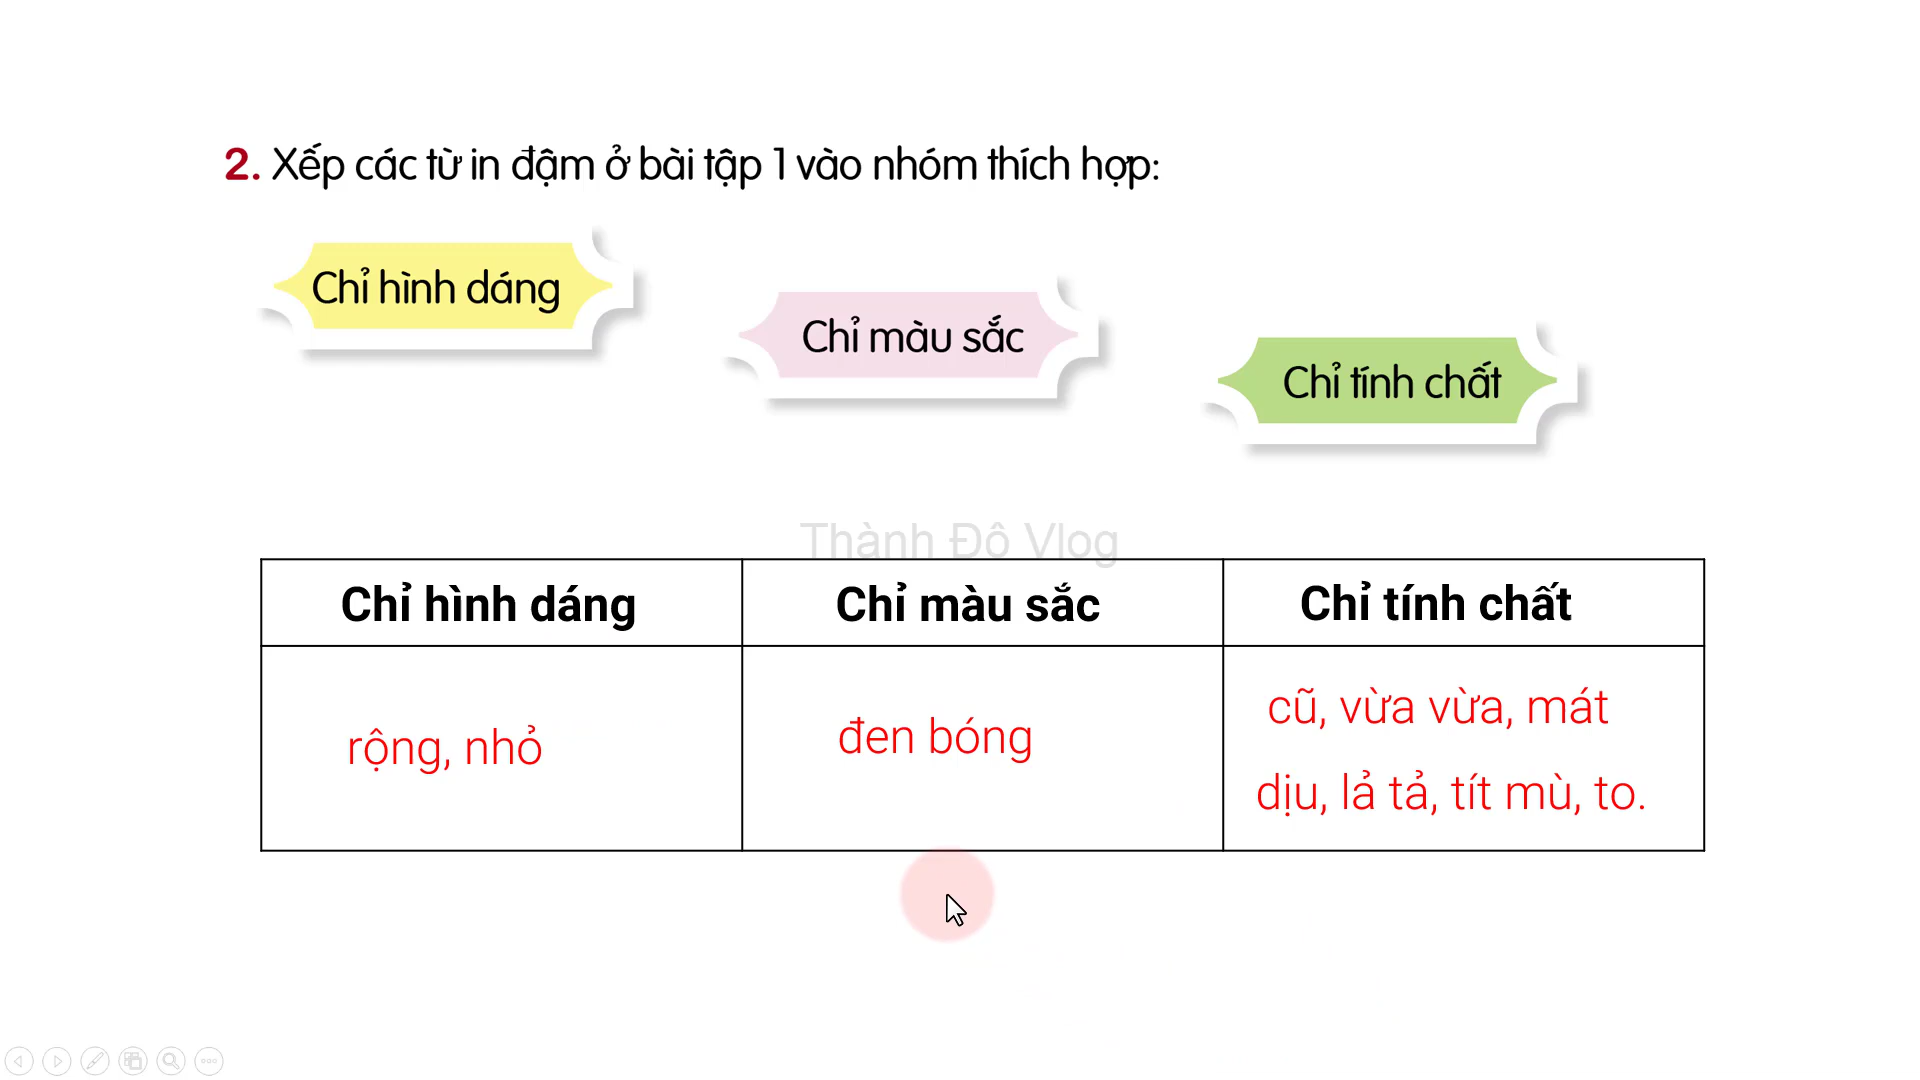 2. Xếp các từ in đậm ở bài tập 1 vào nhóm thích hợp:
Chỉ hình dáng
Chỉ màu sắc
Chỉ tính chất
Thành Đô Vlog
Chỉ hình dáng
Chỉ màu sắc
Chỉ tính chất
rộng, nhỏ
đen bóng
cũ, vừa vừa, mát
dịu, lả tả, tít mù, to.